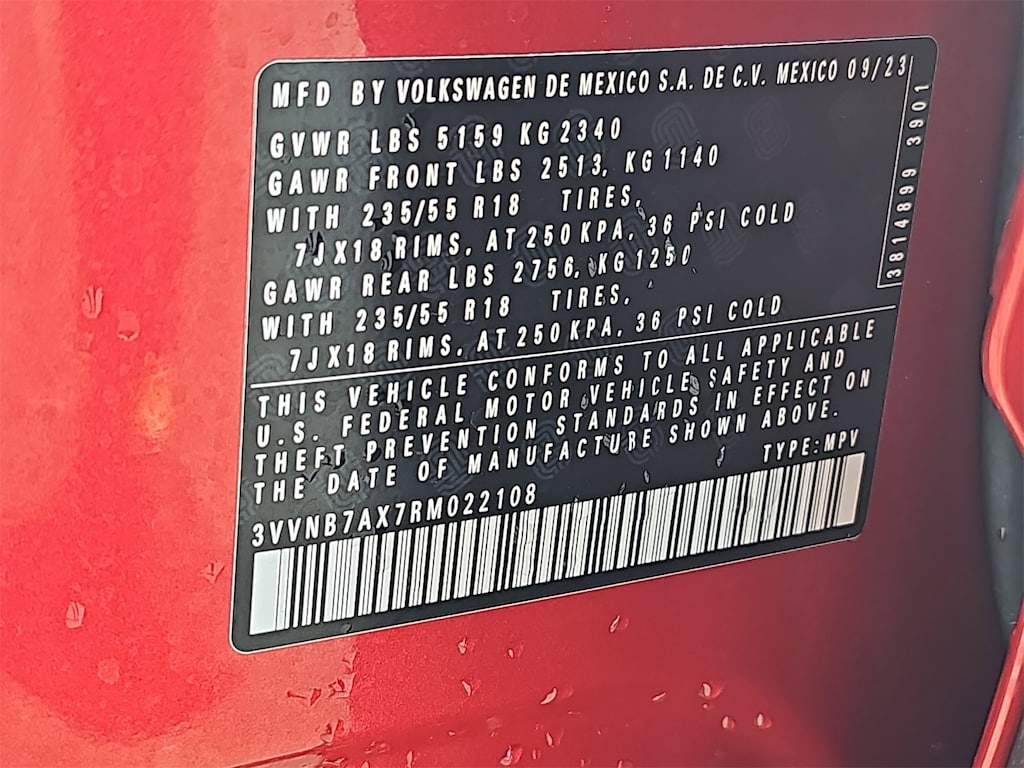 MFD BY VOLKSWAGEN DE MEXICO S.A. DE C.V. MEXICO 09/23
GVWR LBS 5159 KG 2340
GAWR FRONT LBS 2513, KG 1140
WITH 235/55 R18 TIRES,
7JX18 RIMS, AT 250 KPA, 36 PSI COLD
GAWR REAR LBS 2756, KG 1250
WITH 235/55 R18 TIRES,
7JX18 RIMS, AT 250 KPA, 36 PSI COLD
3814899 3901
THIS VEHICLE CONFORMS TO ALL APPLICABLE
U.S. FEDERAL MOTOR VEHICLE SAFETY AND
THEFT PREVENTION STANDARDS IN EFFECT ON
THE DATE OF MANUFACTURE SHOWN ABOVE.
TYPE:MPV
3VVNB7AX7RM022108